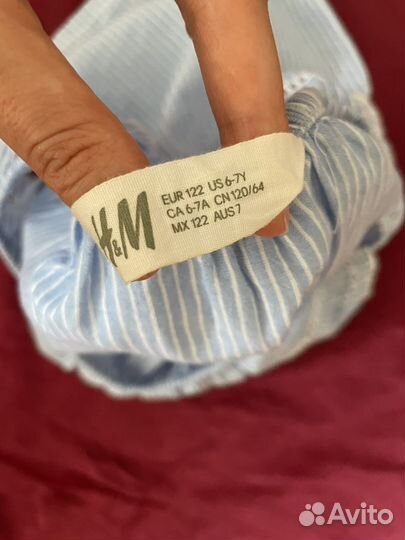 H&M
EUR 122 US 6-7Y
CA 6-7A CN 120/64
MX 122 AUS 7
Avito